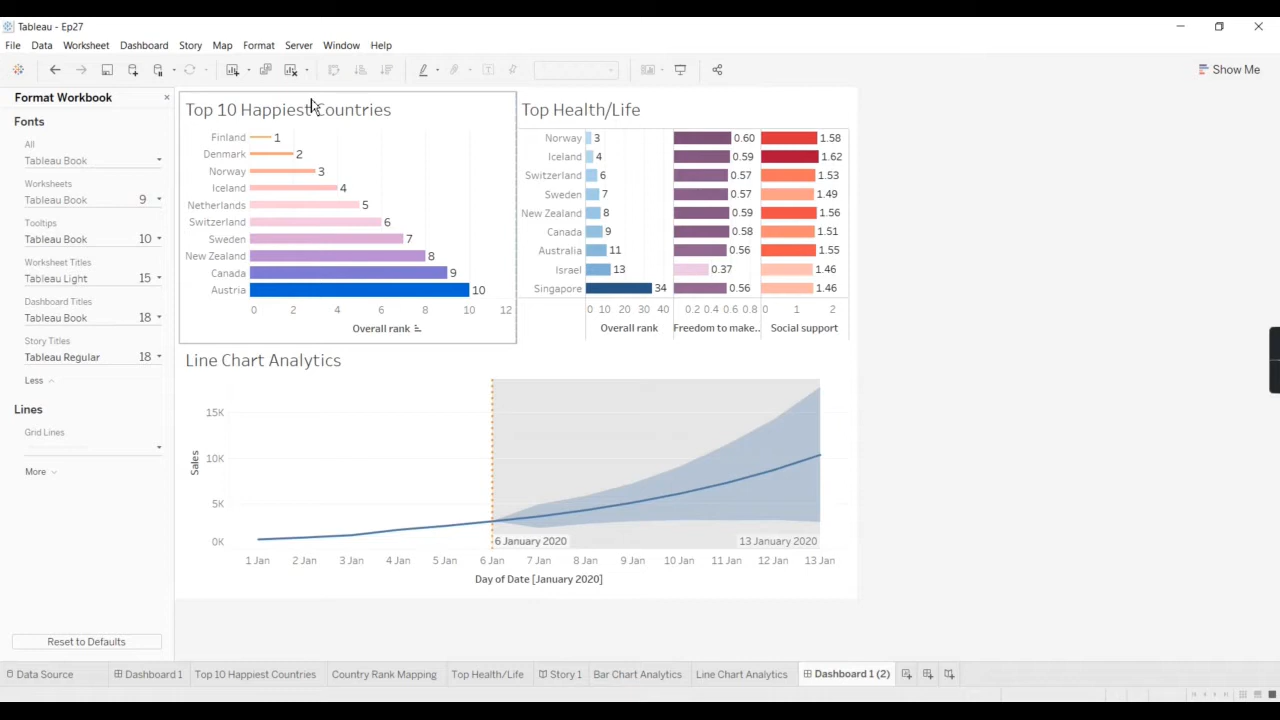 Tableau - Ep27
File Data Worksheet Dashboard Story Map Format Server Window Help
Show Me
Format Workbook
Fonts
All
Tableau Book
Worksheets
Tableau Book 9
Tooltips
Tableau Book 10
Worksheet Titles
Tableau Light 15
Dashboard Titles
Tableau Book 18
Story Titles
Tableau Regular 18
Less
Lines
Grid Lines
More
Reset to Defaults
Top 10 Happiest Countries
Finland 1
Denmark 2
Norway 3
Iceland 4
Netherlands 5
Switzerland 6
Sweden 7
New Zealand 8
Canada 9
Austria 10
0 2 4 6 8 10 12
Overall rank
Top Health/Life
Norway 3 0.60 1.58
Iceland 4 0.59 1.62
Switzerland 6 0.57 1.53
Sweden 7 0.57 1.49
New Zealand 8 0.59 1.56
Canada 9 0.58 1.51
Australia 11 0.56 1.55
Israel 13 0.37 1.46
Singapore 34 0.56 1.46
0 10 20 30 40 0.2 0.4 0.6 0.8 0 1 2
Overall rank Freedom to make.. Social support
Line Chart Analytics
15K
10K
5K
0K
Sales
6 January 2020 13 January 2020
1 Jan 2 Jan 3 Jan 4 Jan 5 Jan 6 Jan 7 Jan 8 Jan 9 Jan 10 Jan 11 Jan 12 Jan 13 Jan
Day of Date [January 2020]
Data Source Dashboard 1 Top 10 Happiest Countries Country Rank Mapping Top Health/Life Story 1 Bar Chart Analytics Line Chart Analytics Dashboard 1 (2)